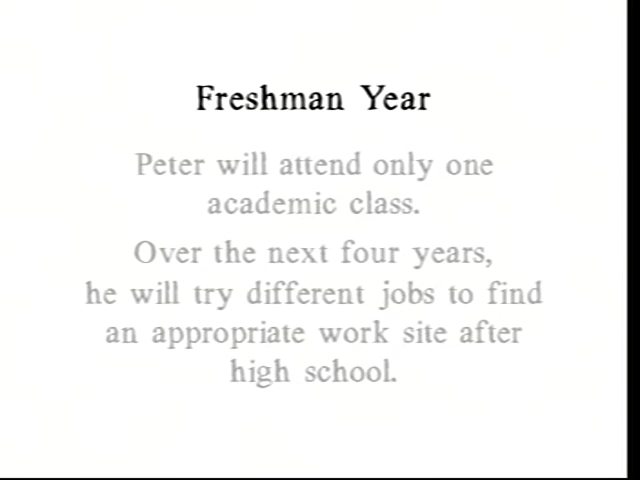 Freshman Year
Peter will attend only one
academic class.
Over the next four years,
he will try different jobs to find
an appropriate work site after
high school.